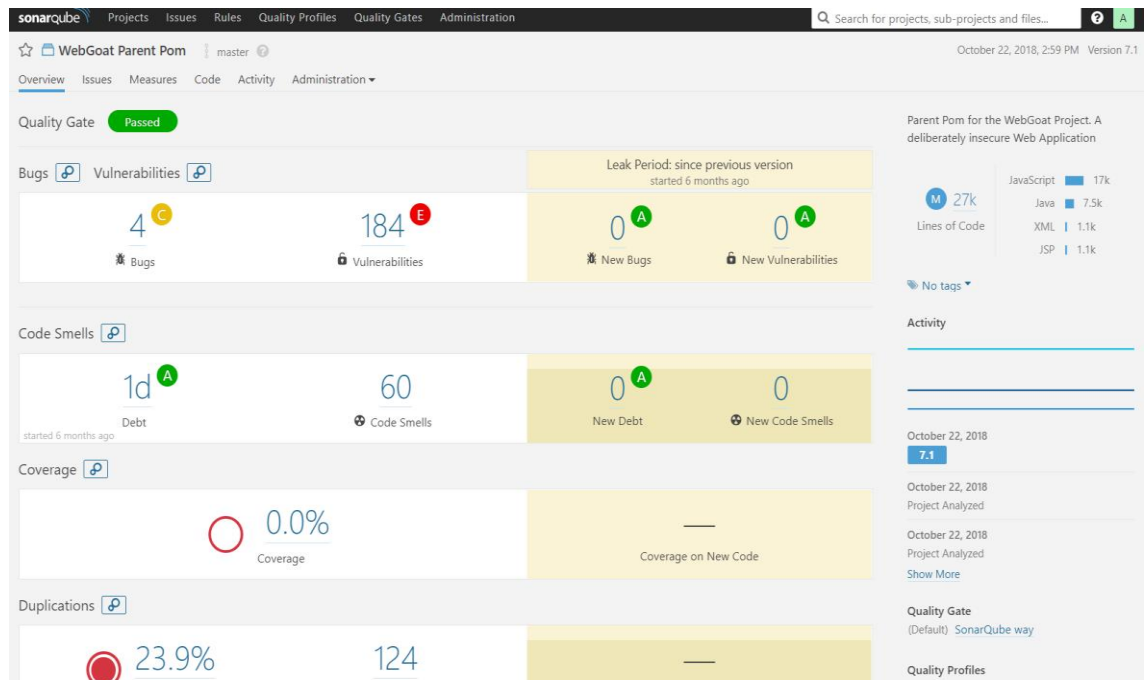 sonarqube Projects Issues Rules Quality Profiles Quality Gates Administration Search for projects, sub-projects and files... ? A
WebGoat Parent Pom master ? October 22, 2018, 2:59 PM Version 7.1
Overview Issues Measures Code Activity Administration
Quality Gate Passed
Bugs Vulnerabilities
Leak Period: since previous version
started 6 months ago
4 C 184 E 0 A 0 A
Bugs Vulnerabilities New Bugs New Vulnerabilities
Code Smells
1d A 60 0 A 0
Debt Code Smells New Debt New Code Smells
started 6 months ago
Coverage
0.0% —
Coverage Coverage on New Code
Duplications
23.9% 124 —
Parent Pom for the WebGoat Project. A
deliberately insecure Web Application
M 27k
Lines of Code
JavaScript 17k
Java 7.5k
XML 1.1k
JSP 1.1k
No tags
Activity
October 22, 2018
7.1
October 22, 2018
Project Analyzed
October 22, 2018
Project Analyzed
Show More
Quality Gate
(Default) SonarQube way
Quality Profiles